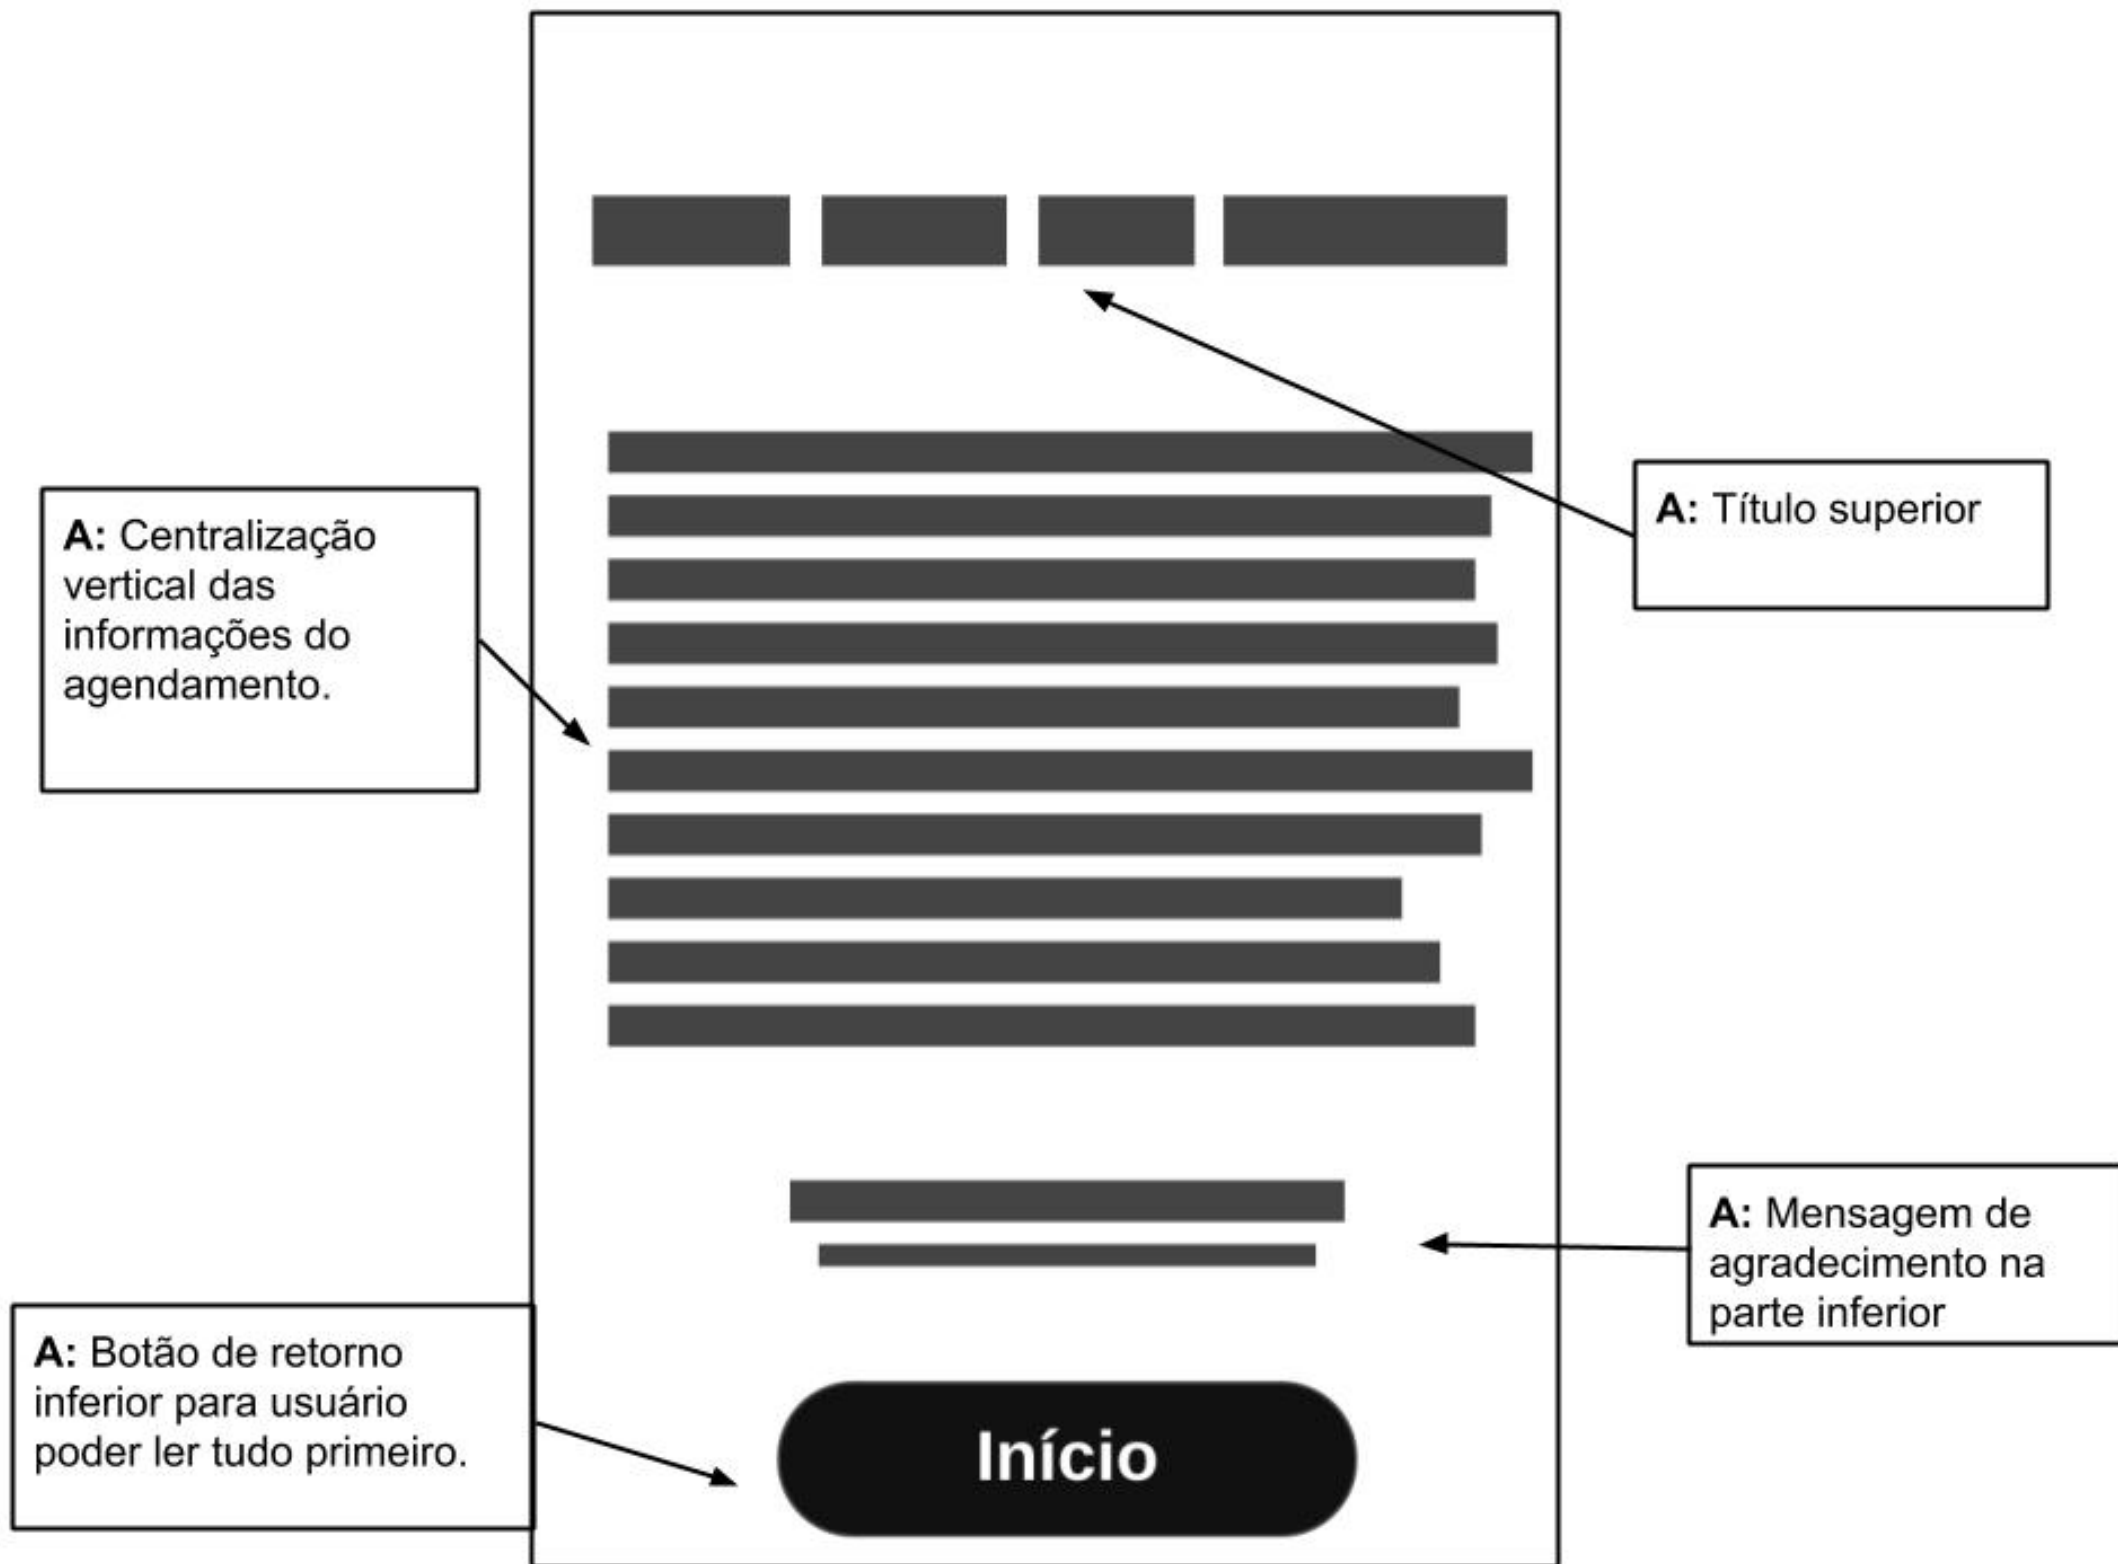 A: Título superior
A: Centralização
vertical das
informações do
agendamento.
A: Mensagem de
agradecimento na
parte inferior
A: Botão de retorno
inferior para usuário
poder ler tudo primeiro.
Início